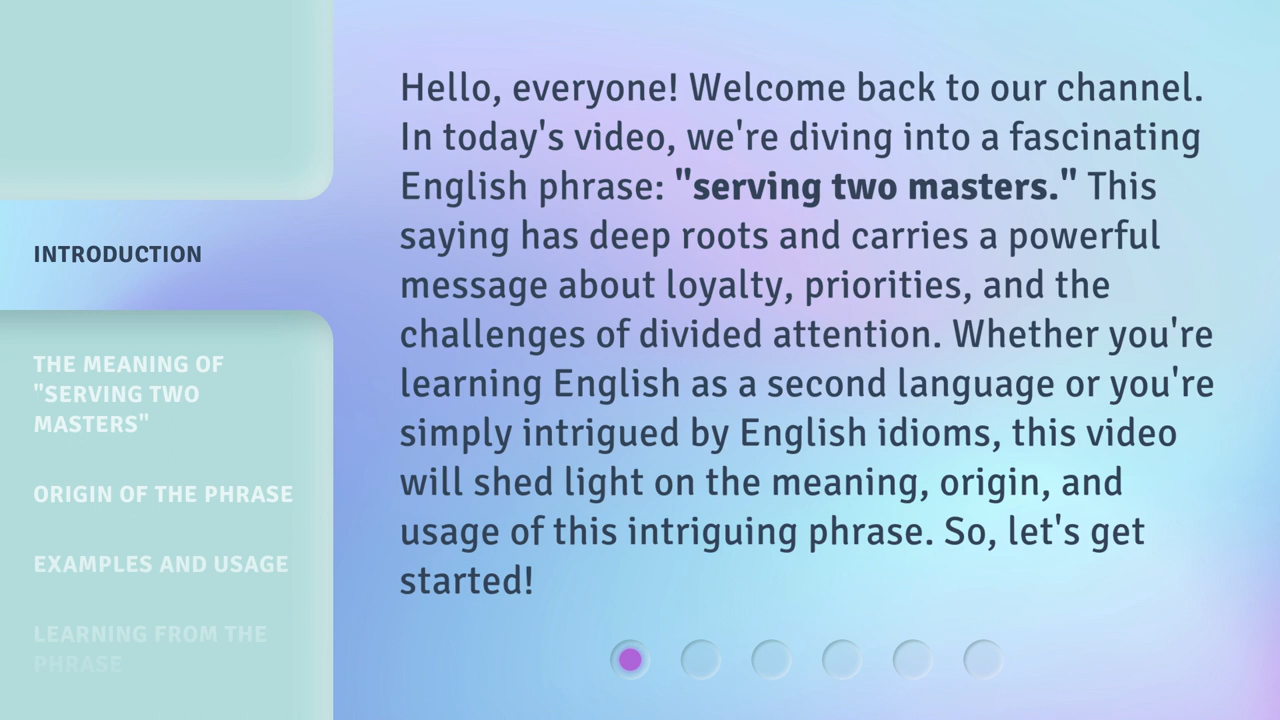 INTRODUCTION
THE MEANING OF
"SERVING TWO
MASTERS"
ORIGIN OF THE PHRASE
EXAMPLES AND USAGE
LEARNING FROM THE
PHRASE
Hello, everyone! Welcome back to our channel.
In today's video, we're diving into a fascinating
English phrase: "serving two masters." This
saying has deep roots and carries a powerful
message about loyalty, priorities, and the
challenges of divided attention. Whether you're
learning English as a second language or you're
simply intrigued by English idioms, this video
will shed light on the meaning, origin, and
usage of this intriguing phrase. So, let's get
started!